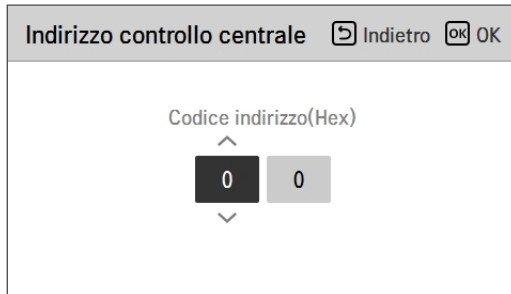 Indirizzo controllo centrale Indietro OK OK
Codice indirizzo(Hex)
0 0